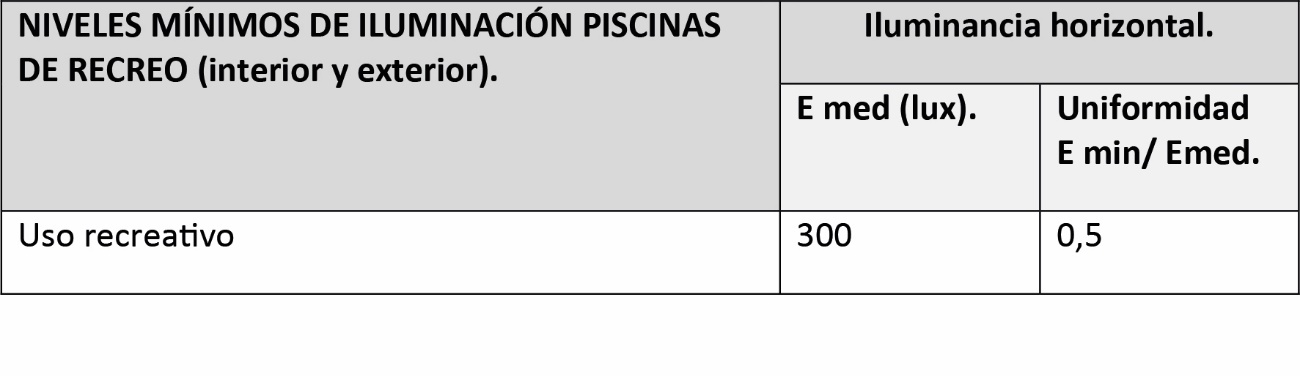 NIVELES MÍNIMOS DE ILUMINACIÓN PISCINAS
DE RECREO (interior y exterior).
Iluminancia horizontal.
E med (lux).
Uniformidad
E min/ Emed.
Uso recreativo
300
0,5